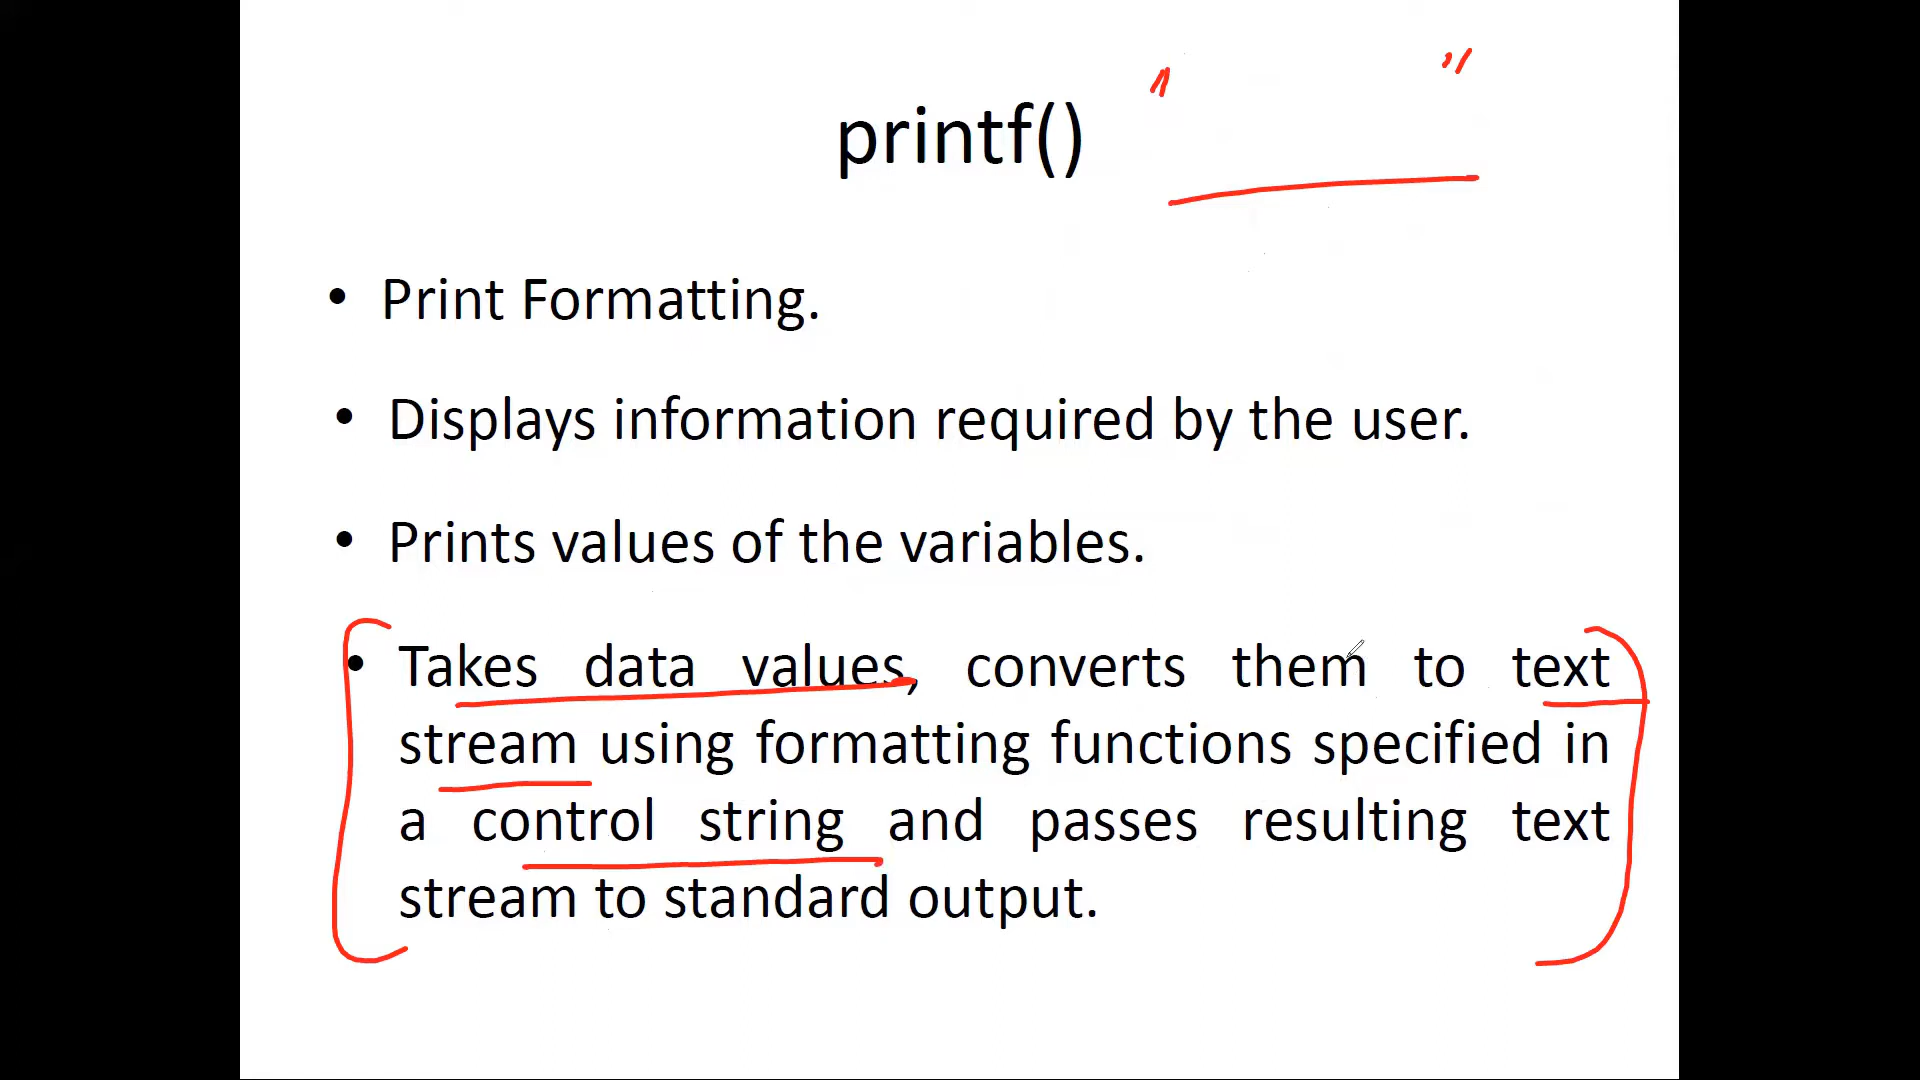 printf()
" "
• Print Formatting.
• Displays information required by the user.
• Prints values of the variables.
• Takes data values, converts them to text
stream using formatting functions specified in
a control string and passes resulting text
stream to standard output.